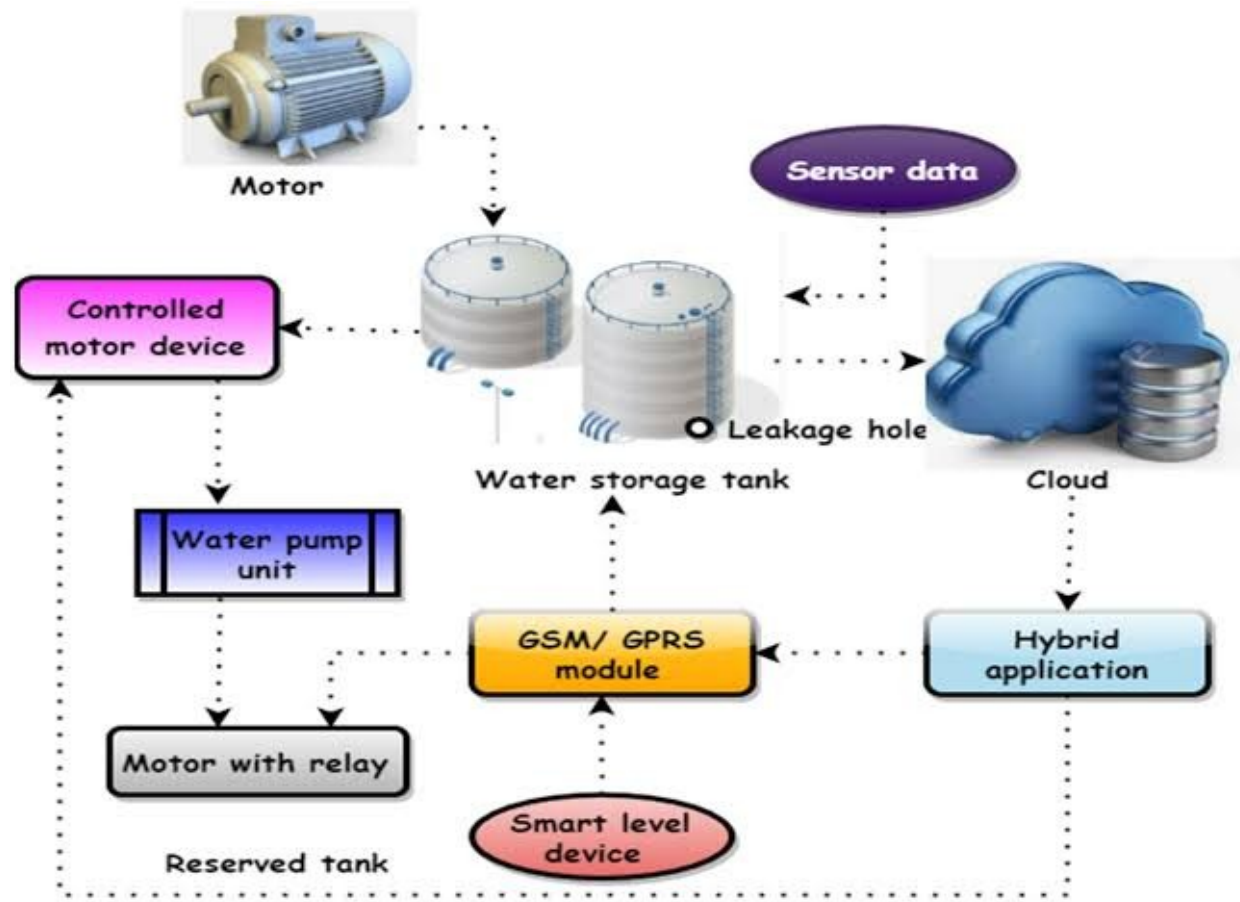 Motor
Sensor data
Controlled
motor device
Leakage hole
Water storage tank
Cloud
Water pump
unit
GSM/ GPRS
module
Hybrid
application
Motor with relay
Smart level
device
Reserved tank